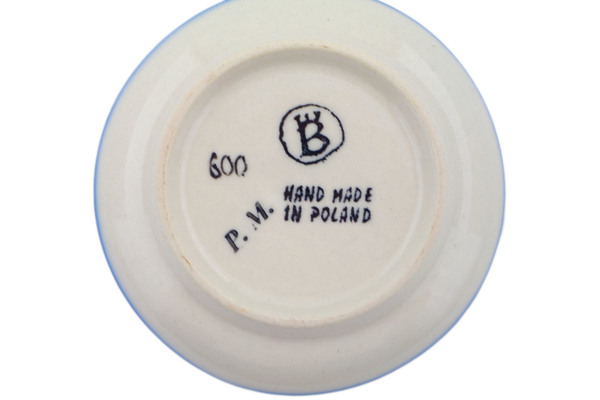 B
600
HAND MADE
IN POLAND
P. M.